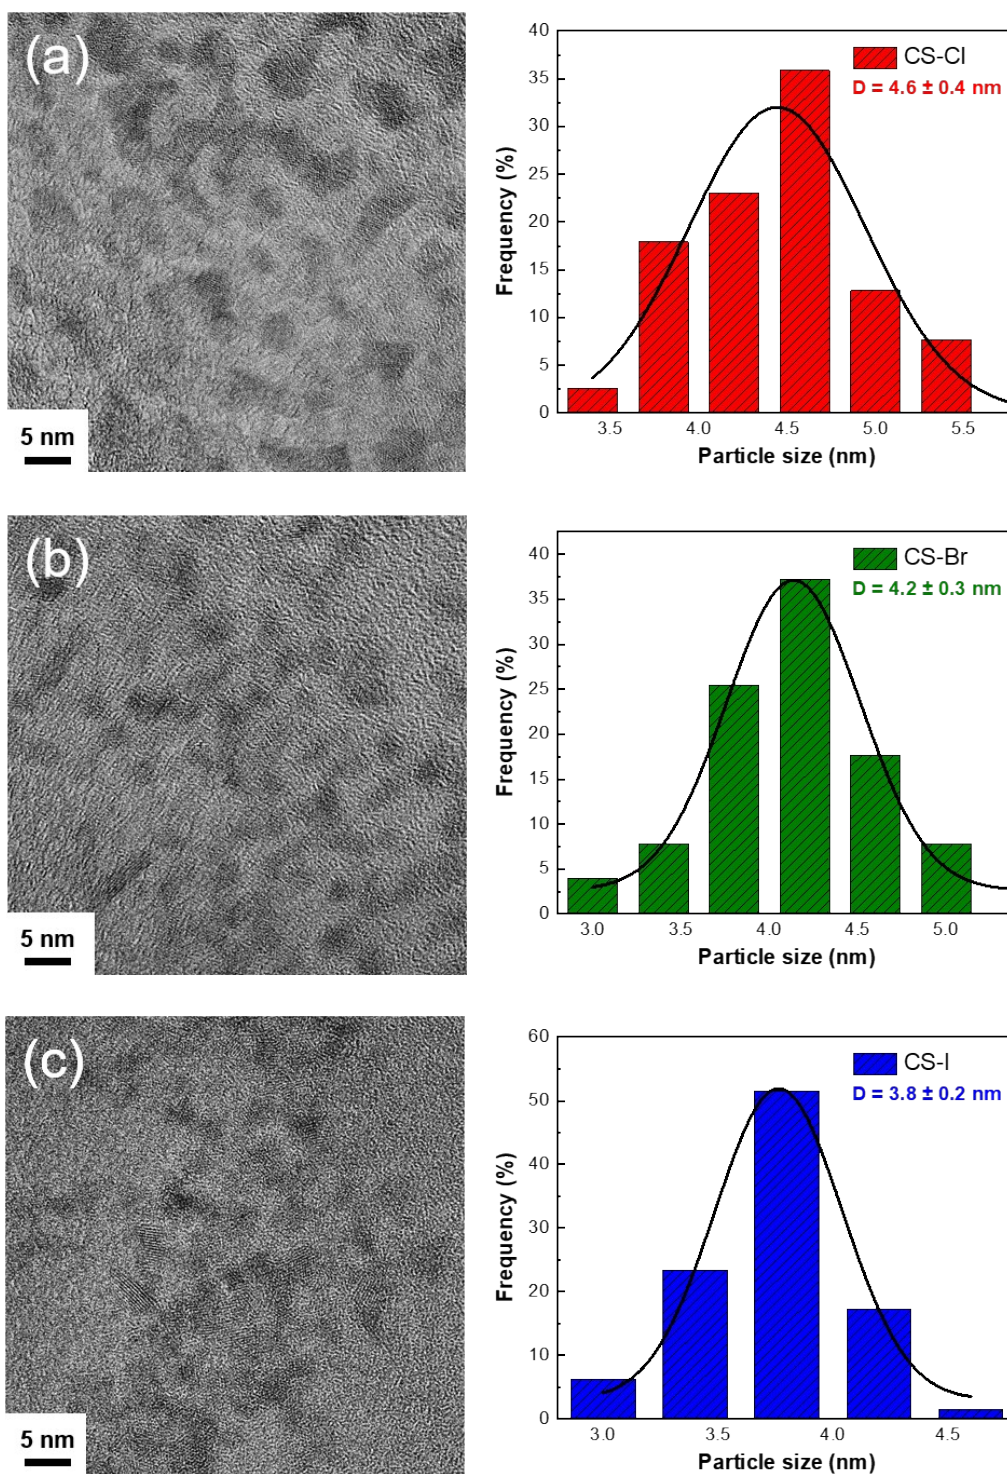 (a)
5 nm
40
35
30
25
20
15
10
5
0
Frequency (%)
CS-Cl
D = 4.6 ± 0.4 nm
3.5 4.0 4.5 5.0 5.5
Particle size (nm)
(b)
5 nm
40
35
30
25
20
15
10
5
0
Frequency (%)
CS-Br
D = 4.2 ± 0.3 nm
3.0 3.5 4.0 4.5 5.0
Particle size (nm)
(c)
5 nm
60
50
40
30
20
10
0
Frequency (%)
CS-I
D = 3.8 ± 0.2 nm
3.0 3.5 4.0 4.5
Particle size (nm)